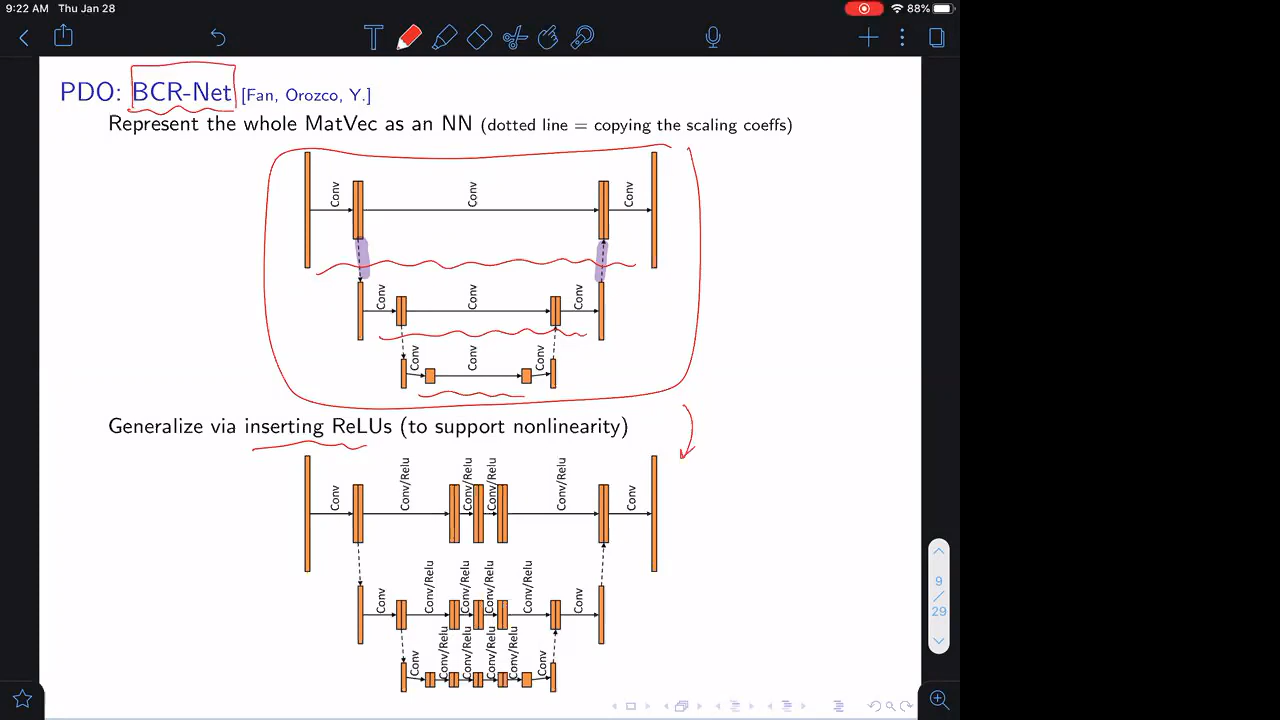 9:22 AM Thu Jan 28
88%
PDO: BCR-Net [Fan, Orozco, Y.]
Represent the whole MatVec as an NN (dotted line = copying the scaling coeffs)
Conv
Conv
Conv
Conv
Conv
Conv
Conv
Conv
Conv
Generalize via inserting ReLUs (to support nonlinearity)
Conv
Conv/Relu
Conv/Relu
Conv/Relu
Conv/Relu
Conv
Conv
Conv/Relu
Conv/Relu
Conv/Relu
Conv/Relu
Conv
Conv
Conv/Relu
Conv/Relu
Conv/Relu
Conv/Relu
Conv
9
/
29